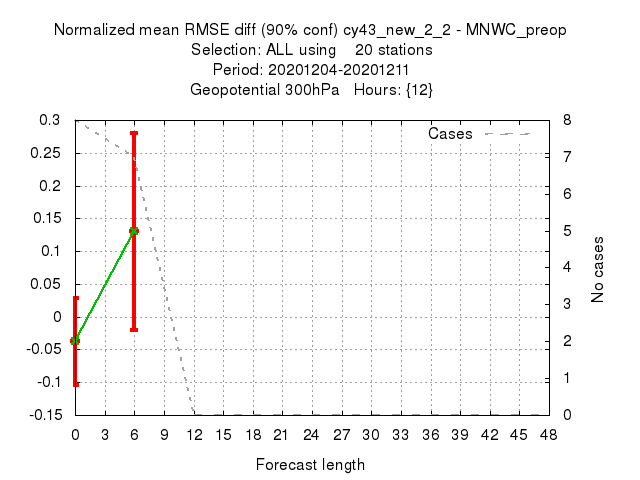 Normalized mean RMSE diff (90% conf) cy43_new_2_2 - MNWC_preop
Selection: ALL using 20 stations
Period: 20201204-20201211
Geopotential 300hPa Hours: {12}
Cases
0.3
0.25
0.2
0.15
0.1
0.05
0
-0.05
-0.1
-0.15
8
7
6
5
4
3
2
1
0
No cases
0 3 6 9 12 15 18 21 24 27 30 33 36 39 42 45 48
Forecast length